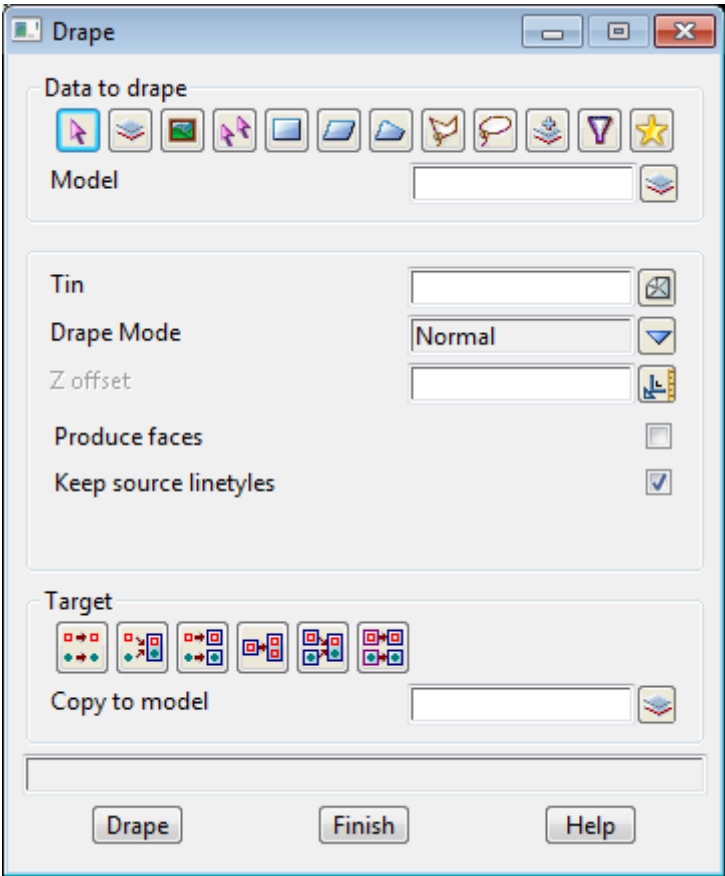 Drape
Data to drape
Model
Tin
Drape Mode Normal
Z offset
Produce faces
Keep source linetyles
Target
Copy to model
Drape Finish Help